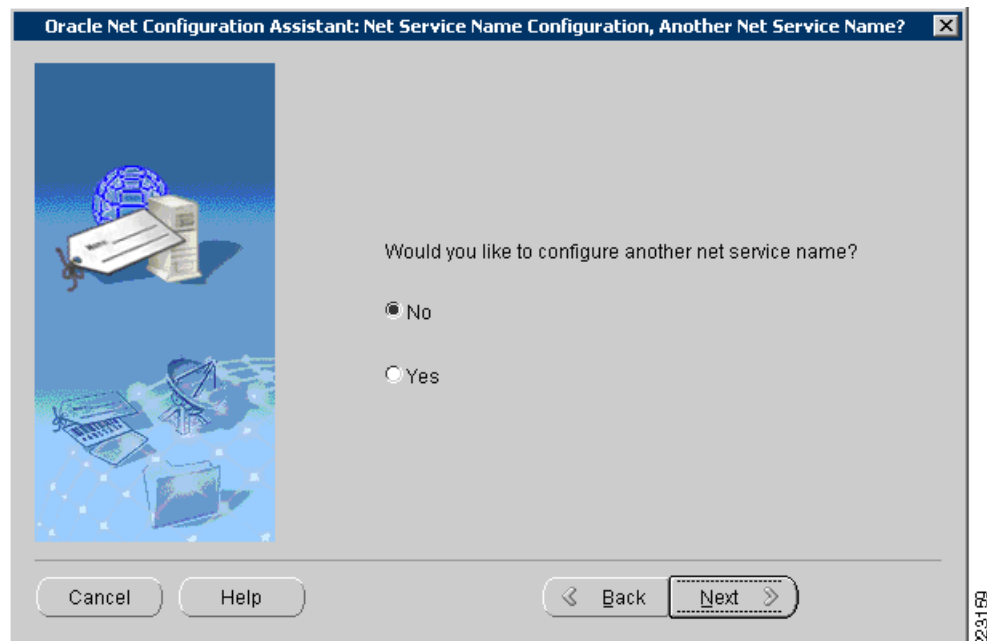 Oracle Net Configuration Assistant: Net Service Name Configuration, Another Net Service Name?
Would you like to configure another net service name?
No
Yes
Cancel
Help
Back
Next